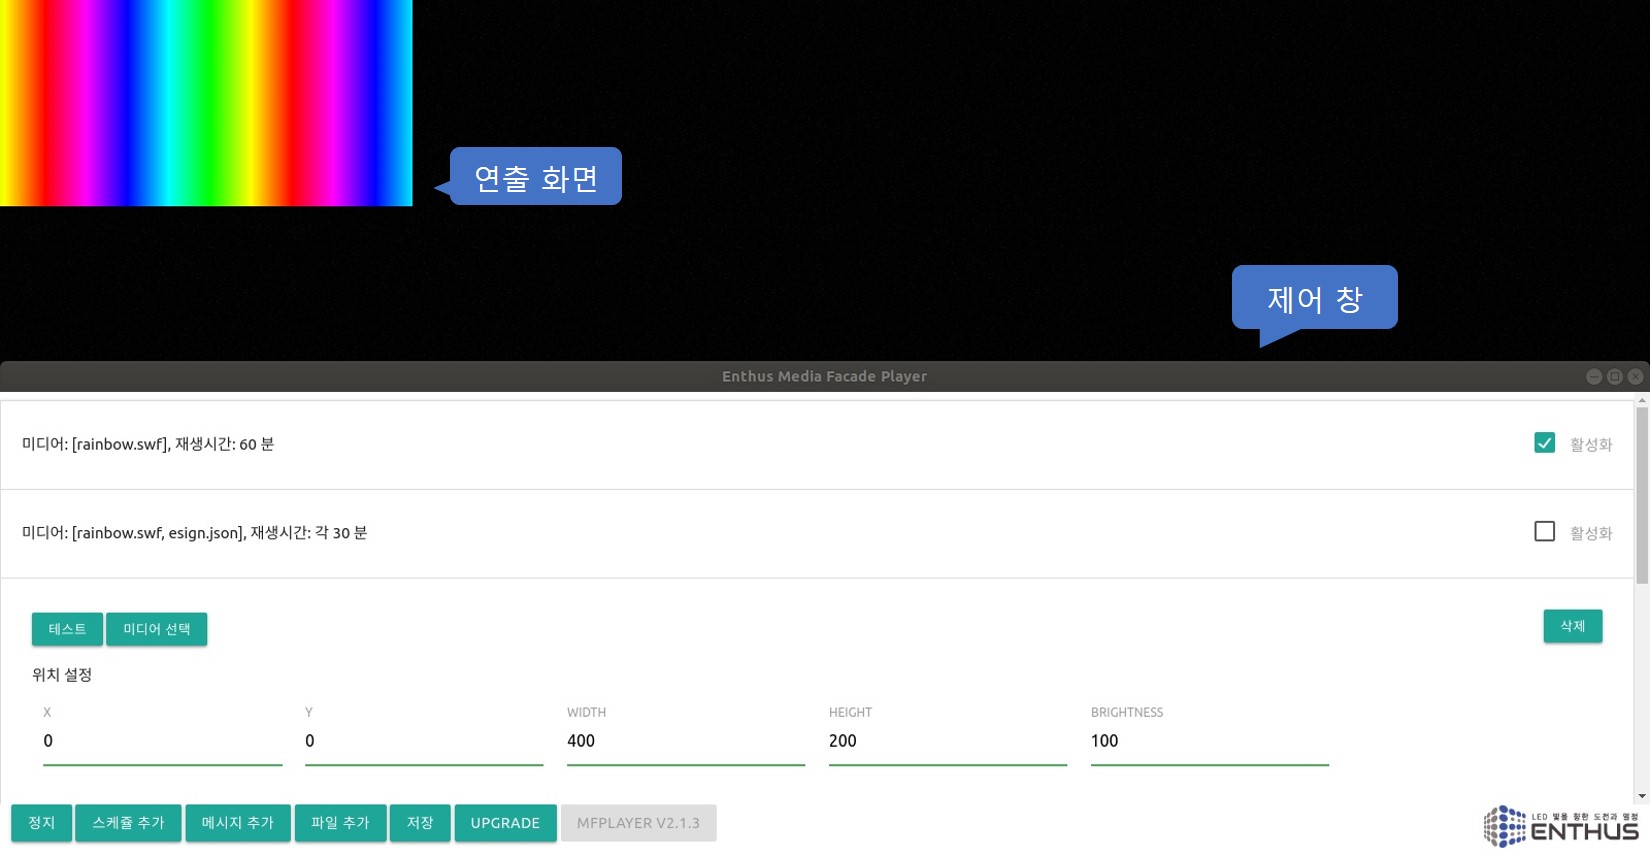 연출 화면
제어 창
Enthus Media Facade Player
미디어: [rainbow.swf], 재생시간: 60 분
활성화
미디어: [rainbow.swf, esign.json], 재생시간: 각 30 분
활성화
테스트
미디어 선택
삭제
위치 설정
X
Y
WIDTH
HEIGHT
BRIGHTNESS
0
0
400
200
100
정지
스케쥴 추가
메시지 추가
파일 추가
저장
UPGRADE
MFPLAYER V2.1.3
LED 빛을 향한 도전과 열정
ENTHUS